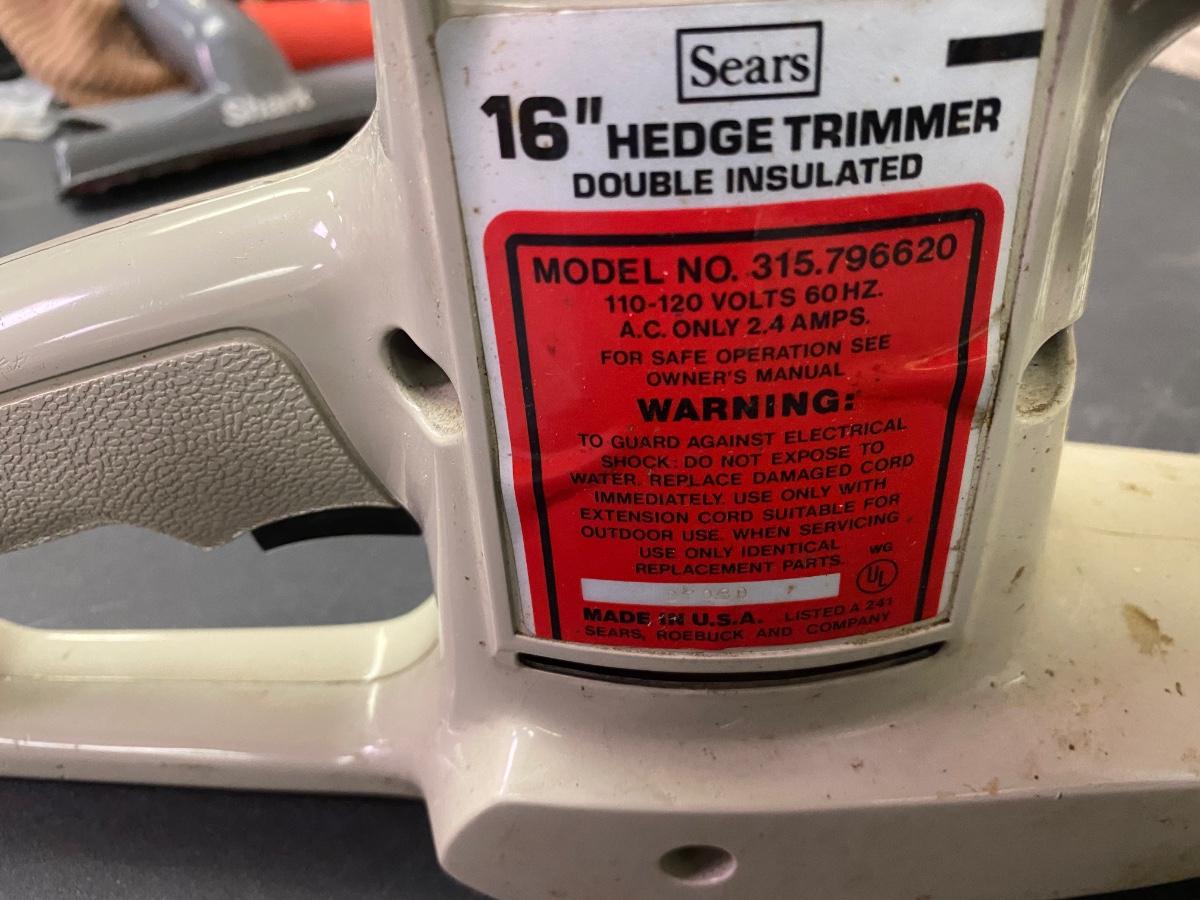 Shark
Sears
16" HEDGE TRIMMER
DOUBLE INSULATED
MODEL NO. 315.796620
110-120 VOLTS 60 HZ.
A.C. ONLY 2.4 AMPS.
FOR SAFE OPERATION SEE
OWNER'S MANUAL
WARNING:
TO GUARD AGAINST ELECTRICAL
SHOCK: DO NOT EXPOSE TO
WATER. REPLACE DAMAGED CORD
IMMEDIATELY. USE ONLY WITH
EXTENSION CORD SUITABLE FOR
OUTDOOR USE. WHEN SERVICING
USE ONLY IDENTICAL
REPLACEMENT PARTS.
WG
UL
MADE IN U.S.A. LISTED A 241
SEARS, ROEBUCK AND COMPANY